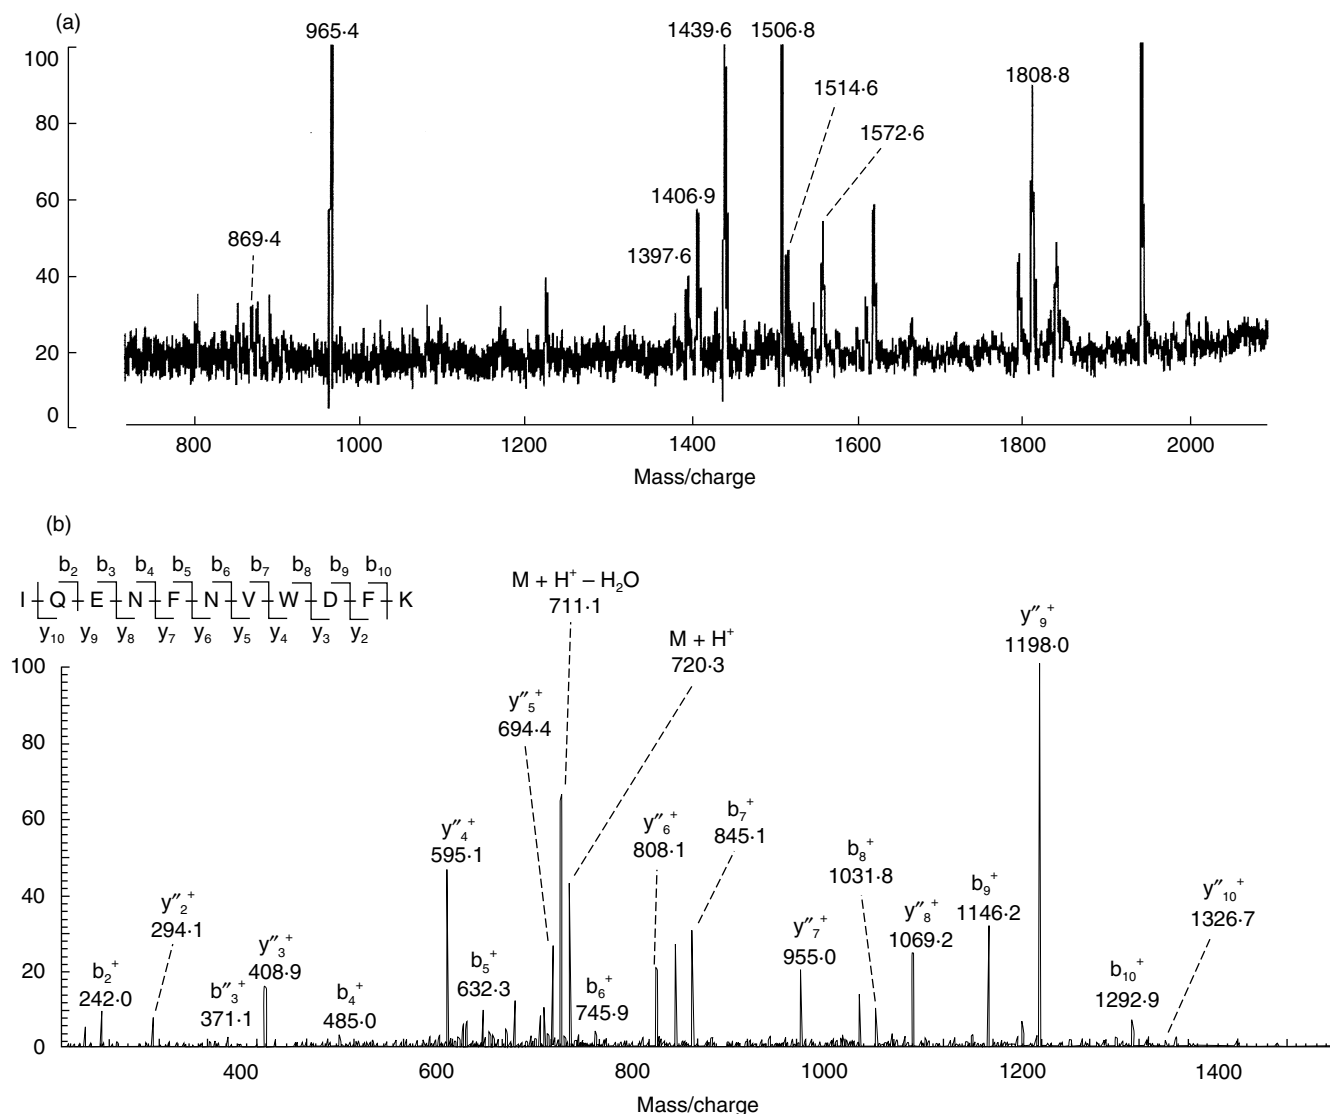 (a)
965·4
1439·6
1506·8
1514·6
1808·8
1572·6
1406·9
869·4
1397·6
100
80
60
40
20
0
800
1000
1200
1400
1600
1800
2000
Mass/charge
(b)
b2 b3 b4 b5 b6 b7 b8 b9 b10
I Q E N F N V W D F K
y10 y9 y8 y7 y6 y5 y4 y3 y2
M + H+ – H2O
711·1
M + H+
720·3
y″9+
1198·0
y″5+
694·4
y″4+
595·1
y″6+
808·1
b7+
845·1
b8+
1031·8
y″2+
294·1
y″3+
408·9
b2+
242·0
b″3+
371·1
b4+
485·0
b5+
632·3
b6+
745·9
y″7+
955·0
y″8+
1069·2
b9+
1146·2
y″10+
1326·7
b10+
1292·9
100
80
60
40
20
0
400
600
800
1000
1200
1400
Mass/charge